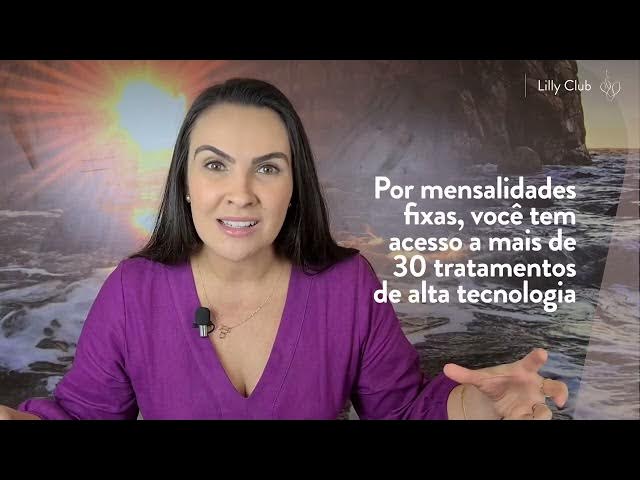 Lilly Club
Por mensalidades
fixas, você tem
acesso a mais de
30 tratamentos
de alta tecnologia